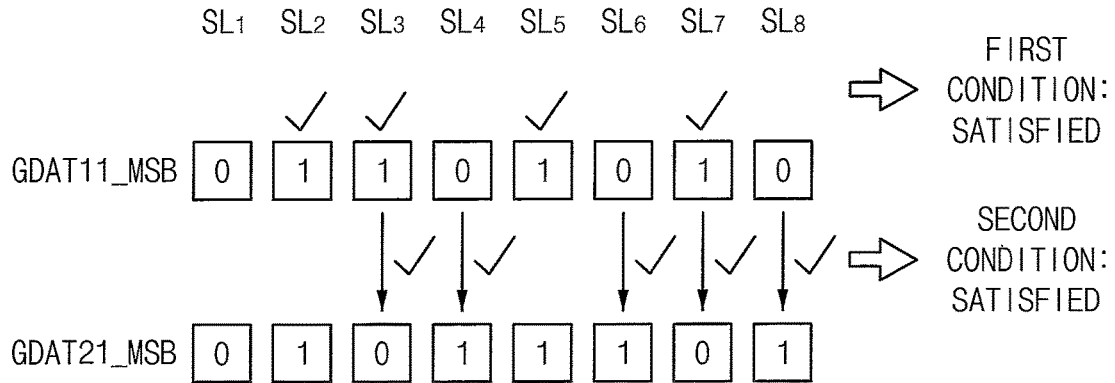 SL1 SL2 SL3 SL4 SL5 SL6 SL7 SL8
FIRST
CONDITION:
SATISFIED
GDAT11_MSB 0 1 1 0 1 0 1 0
SECOND
CONDITION:
SATISFIED
GDAT21_MSB 0 1 0 1 1 1 0 1